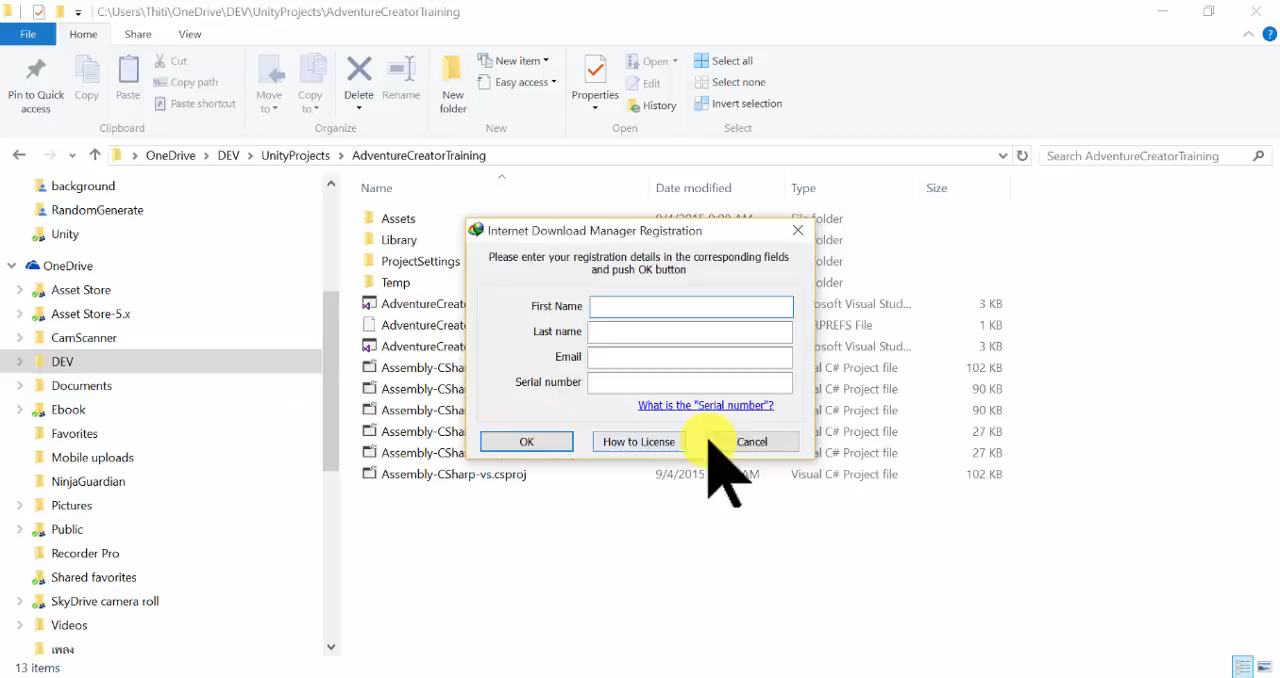 C:\Users\Thiti\OneDrive\DEV\UnityProjects\AdventureCreatorTraining
File Home Share View
Pin to Quick access
Copy
Paste
Cut
Copy path
Paste shortcut
Clipboard
Move to
Copy to
Delete
Rename
Organize
New folder
New item
Easy access
New
Properties
Open
Edit
History
Open
Select all
Select none
Invert selection
Select
OneDrive > DEV > UnityProjects > AdventureCreatorTraining
Search AdventureCreatorTraining
background
RandomGenerate
Unity
OneDrive
Asset Store
Asset Store-5.x
CamScanner
DEV
Documents
Ebook
Favorites
Mobile uploads
NinjaGuardian
Pictures
Public
Recorder Pro
Shared favorites
SkyDrive camera roll
Videos
เพลง
13 items
Name Date modified Type Size
Assets
Library
ProjectSettings
Temp
AdventureCreat osoft Visual Stud... 3 KB
AdventureCreat RPREFS File 1 KB
AdventureCreat osoft Visual Stud... 3 KB
Assembly-CSha al C# Project file 102 KB
Assembly-CSha al C# Project file 90 KB
Assembly-CSha al C# Project file 90 KB
Assembly-CSha al C# Project file 27 KB
Assembly-CSha al C# Project file 27 KB
Assembly-CSharp-vs.csproj 9/4/2015 AM Visual C# Project file 102 KB
Internet Download Manager Registration
Please enter your registration details in the corresponding fields
and push OK button
First Name
Last name
Email
Serial number
What is the "Serial number"?
OK
How to License
Cancel